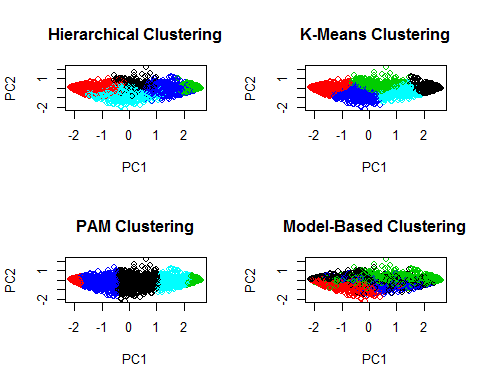 Hierarchical Clustering
PC2
1
-2
-2 -1 0 1 2
PC1
K-Means Clustering
PC2
1
-2
-2 -1 0 1 2
PC1
PAM Clustering
PC2
1
-2
-2 -1 0 1 2
PC1
Model-Based Clustering
PC2
1
-2
-2 -1 0 1 2
PC1